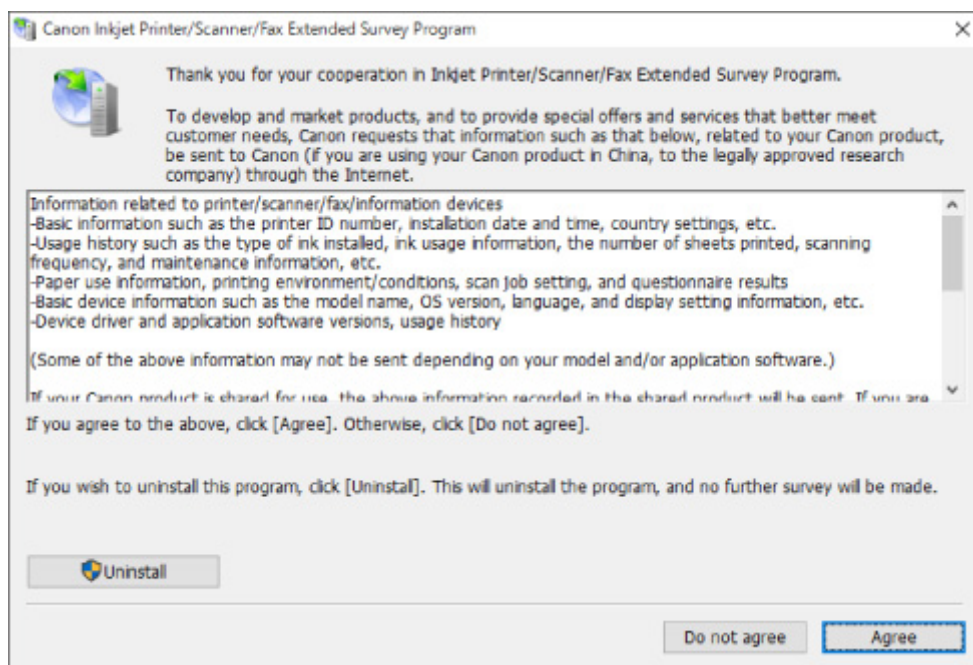 Canon Inkjet Printer/Scanner/Fax Extended Survey Program
Thank you for your cooperation in Inkjet Printer/Scanner/Fax Extended Survey Program.
To develop and market products, and to provide special offers and services that better meet
customer needs, Canon requests that information such as that below, related to your Canon product,
be sent to Canon (if you are using your Canon product in China, to the legally approved research
company) through the Internet.
Information related to printer/scanner/fax/information devices
-Basic information such as the printer ID number, installation date and time, country settings, etc.
-Usage history such as the type of ink installed, ink usage information, the number of sheets printed, scanning
frequency, and maintenance information, etc.
-Paper use information, printing environment/conditions, scan job setting, and questionnaire results
-Basic device information such as the model name, OS version, language, and display setting information, etc.
-Device driver and application software versions, usage history
(Some of the above information may not be sent depending on your model and/or application software.)
If your Canon product is shared for use, the above information recorded in the shared product will be sent. If you are
If you agree to the above, click [Agree]. Otherwise, click [Do not agree].
If you wish to uninstall this program, click [Uninstall]. This will uninstall the program, and no further survey will be made.
Uninstall
Do not agree
Agree